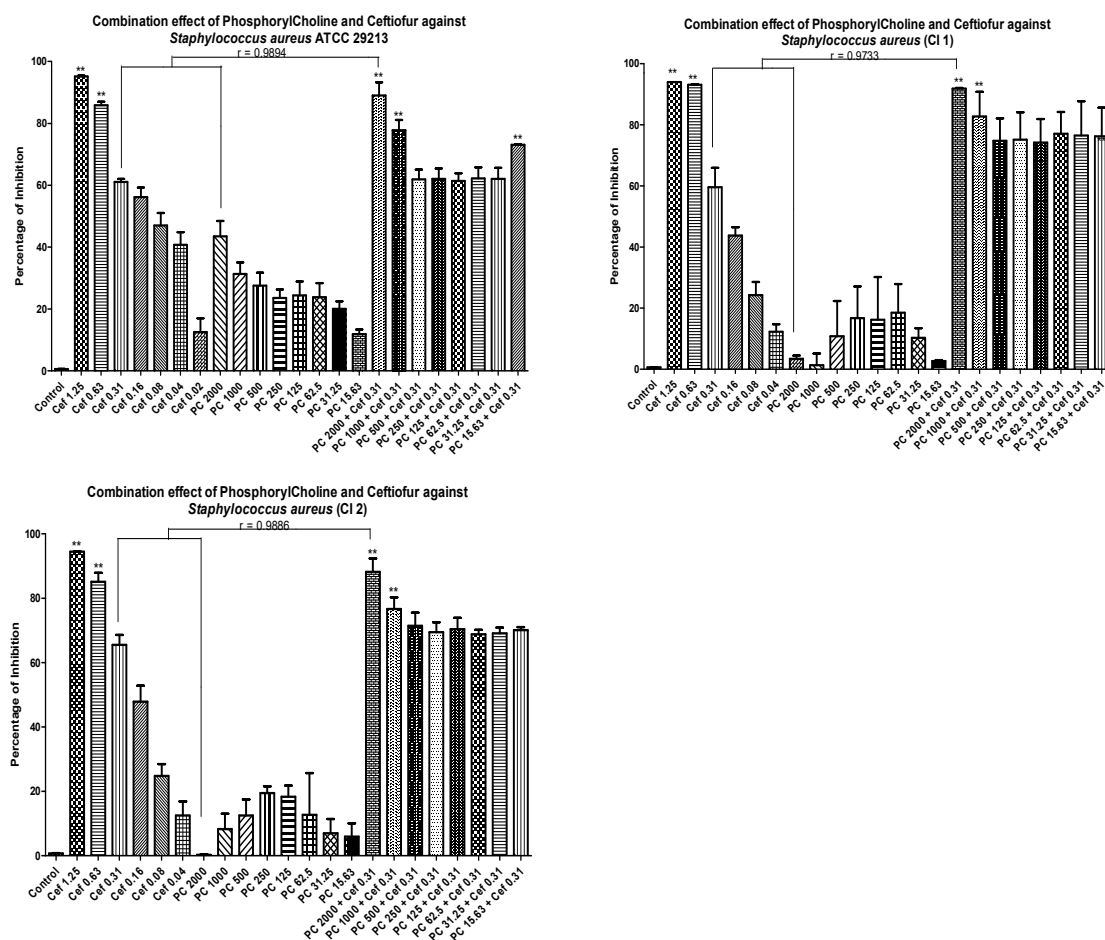 Combination effect of PhosphorylCholine and Ceftiofur against
Staphylococcus aureus ATCC 29213
r = 0.9894
100
80
60
40
20
0
Percentage of Inhibition
**
**
**
**
**
Control
Cef 1.25
Cef 0.63
Cef 0.31
Cef 0.16
Cef 0.08
Cef 0.04
Cef 0.02
PC 2000
PC 1000
PC 500
PC 250
PC 125
PC 62.5
PC 31.25
PC 15.63
PC 2000 + Cef 0.31
PC 1000 + Cef 0.31
PC 500 + Cef 0.31
PC 250 + Cef 0.31
PC 125 + Cef 0.31
PC 62.5 + Cef 0.31
PC 31.25 + Cef 0.31
PC 15.63 + Cef 0.31
Combination effect of PhosphorylCholine and Ceftiofur against
Staphylococcus aureus (CI 1)
r = 0.9733
100
80
60
40
20
0
Percentage of Inhibition
**
**
**
**
**
Control
Cef 1.25
Cef 0.63
Cef 0.31
Cef 0.16
Cef 0.08
Cef 0.04
PC 2000
PC 1000
PC 500
PC 250
PC 125
PC 62.5
PC 31.25
PC 15.63
PC 2000 + Cef 0.31
PC 1000 + Cef 0.31
PC 500 + Cef 0.31
PC 250 + Cef 0.31
PC 125 + Cef 0.31
PC 62.5 + Cef 0.31
PC 31.25 + Cef 0.31
PC 15.63 + Cef 0.31
Combination effect of PhosphorylCholine and Ceftiofur against
Staphylococcus aureus (CI 2)
r = 0.9886
100
80
60
40
20
0
Percentage of Inhibition
**
**
**
**
Control
Cef 1.25
Cef 0.63
Cef 0.31
Cef 0.16
Cef 0.08
Cef 0.04
PC 2000
PC 1000
PC 500
PC 250
PC 125
PC 62.5
PC 31.25
PC 15.63
PC 2000 + Cef 0.31
PC 1000 + Cef 0.31
PC 500 + Cef 0.31
PC 250 + Cef 0.31
PC 125 + Cef 0.31
PC 62.5 + Cef 0.31
PC 31.25 + Cef 0.31
PC 15.63 + Cef 0.31